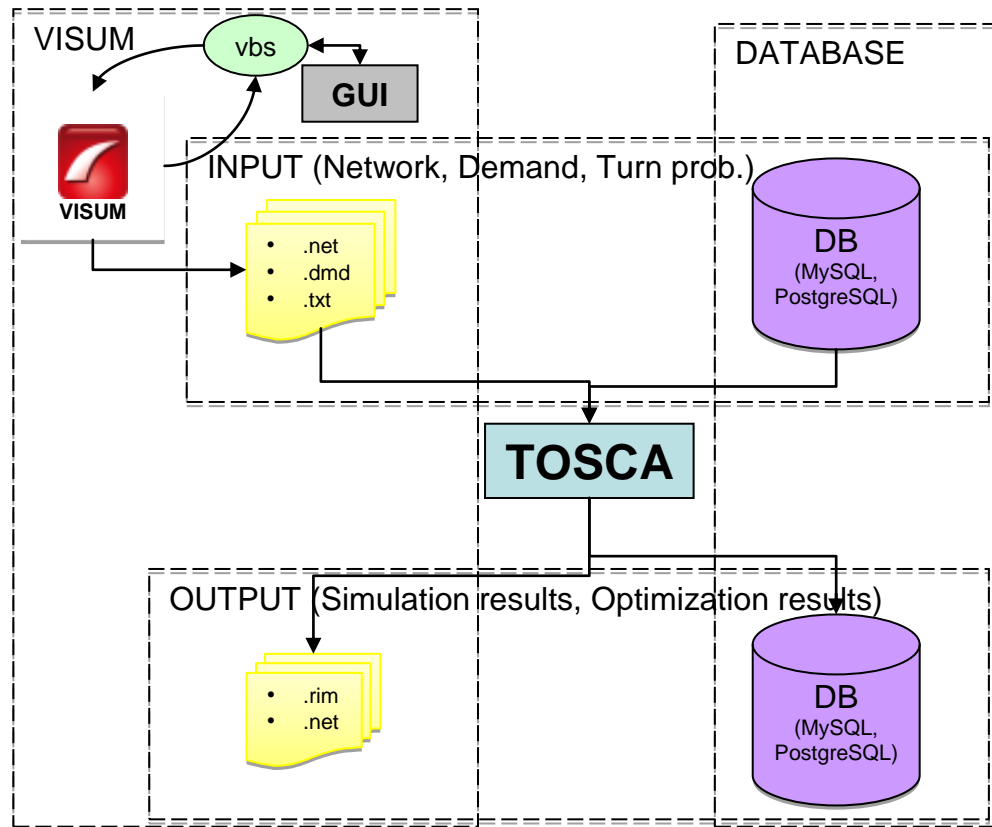 VISUM
vbs
GUI
DATABASE
VISUM
INPUT (Network, Demand, Turn prob.)
• .net
• .dmd
• .txt
DB
(MySQL,
PostgreSQL)
TOSCA
OUTPUT (Simulation results, Optimization results)
• .rim
• .net
DB
(MySQL,
PostgreSQL)